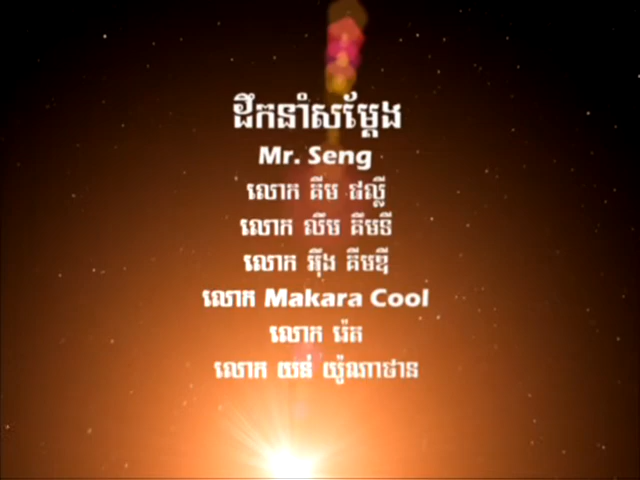 ដឹកនាំសម្ដែង
Mr. Seng
លោក គីម ផល្លី
លោក លឹម គីមទី
លោក អ៊ឹង គីមឌី
លោក Makara Cool
លោក រ៉េត
លោក យន់ យ៉ូណាថាន